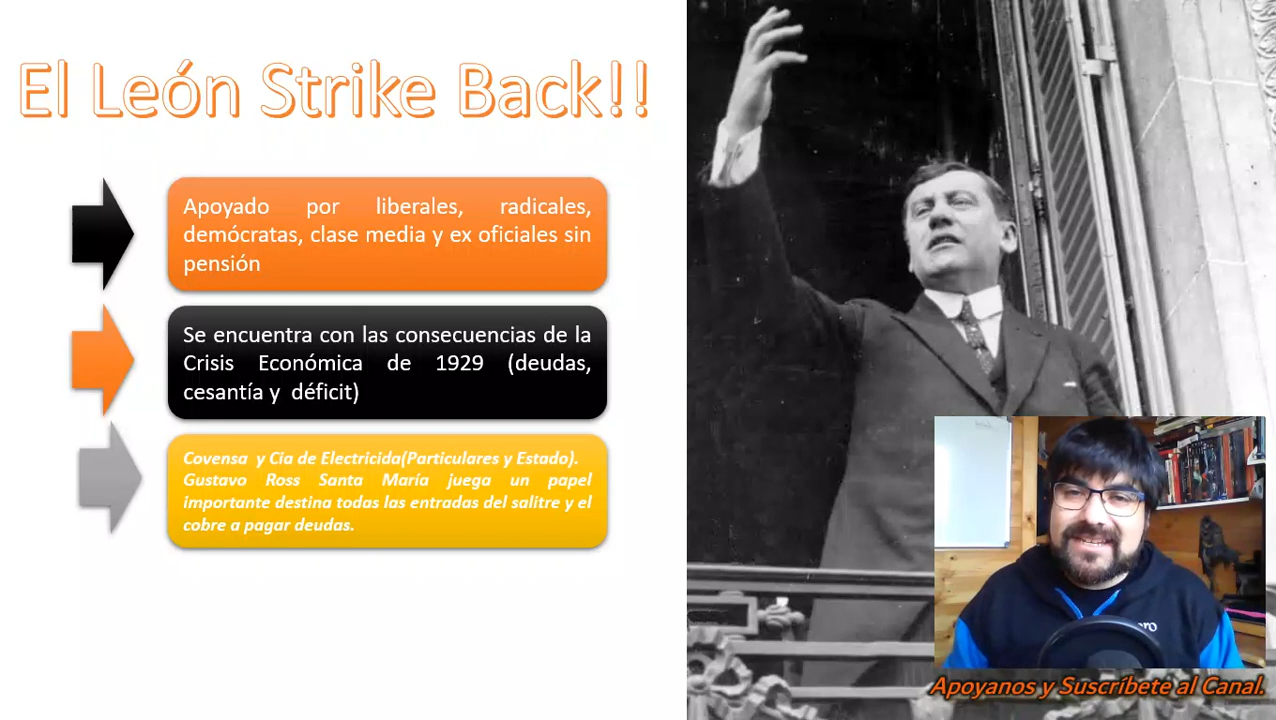 El León Strike Back!!
Apoyado por liberales, radicales,
demócratas, clase media y ex oficiales sin
pensión
Se encuentra con las consecuencias de la
Crisis Económica de 1929 (deudas,
cesantía y déficit)
Covensa y Cia de Electricida(Particulares y Estado).
Gustavo Ross Santa María juega un papel
importante destina todas las entradas del salitre y el
cobre a pagar deudas.
Apoyanos y Suscríbete al Canal.